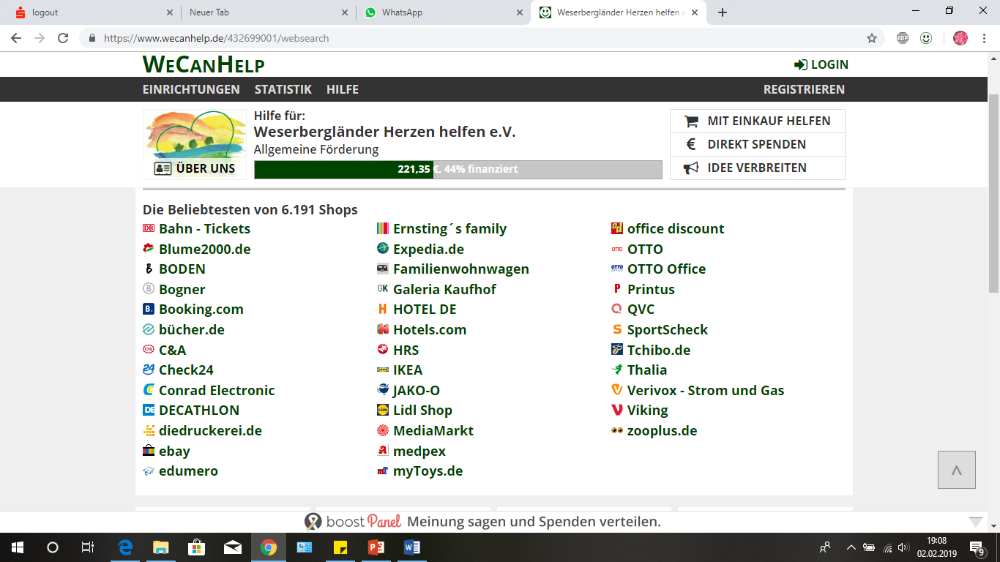 logout
Neuer Tab
WhatsApp
Weserbergländer Herzen helfen e
https://www.wecanhelp.de/432699001/websearch
ABP
WECANHELP
LOGIN
EINRICHTUNGEN STATISTIK HILFE REGISTRIEREN
Hilfe für:
Weserbergländer Herzen helfen e.V.
Allgemeine Förderung
ÜBER UNS
221,35 €, 44% finanziert
MIT EINKAUF HELFEN
€ DIREKT SPENDEN
IDEE VERBREITEN
Die Beliebtesten von 6.191 Shops
DB Bahn - Tickets
Blume2000.de
BODEN
Bogner
Booking.com
bücher.de
C&A
Check24
Conrad Electronic
DECATHLON
diedruckerei.de
ebay
edumero
Ernsting´s family
Expedia.de
Familienwohnwagen
GK Galeria Kaufhof
HOTEL DE
Hotels.com
HRS
IKEA
JAKO-O
Lidl Shop
MediaMarkt
medpex
myToys.de
office discount
OTTO
OTTO Office
Printus
QVC
SportScheck
Tchibo.de
Thalia
Verivox - Strom und Gas
Viking
zooplus.de
boostPanel Meinung sagen und Spenden verteilen.
19:08
02.02.2019
9